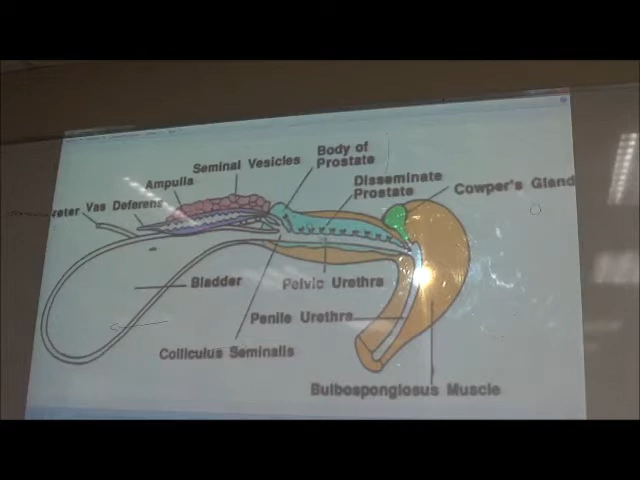 Body of
Prostate
Seminal Vesicles
Disseminate
Prostate
Ampulla
Cowper's Gland
reter Vas Deferens
Bladder
Pelvic Urethra
Penile Urethra
Colliculus Seminalis
Bulbospongiosus Muscle